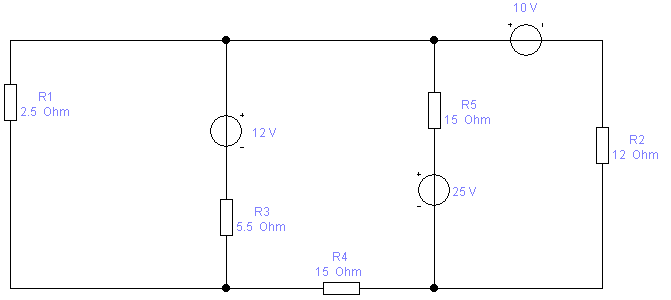 10 V
+ -
R1
2.5 Ohm
+
12 V
-
R5
15 Ohm
R2
12 Ohm
+
25 V
-
R3
5.5 Ohm
R4
15 Ohm